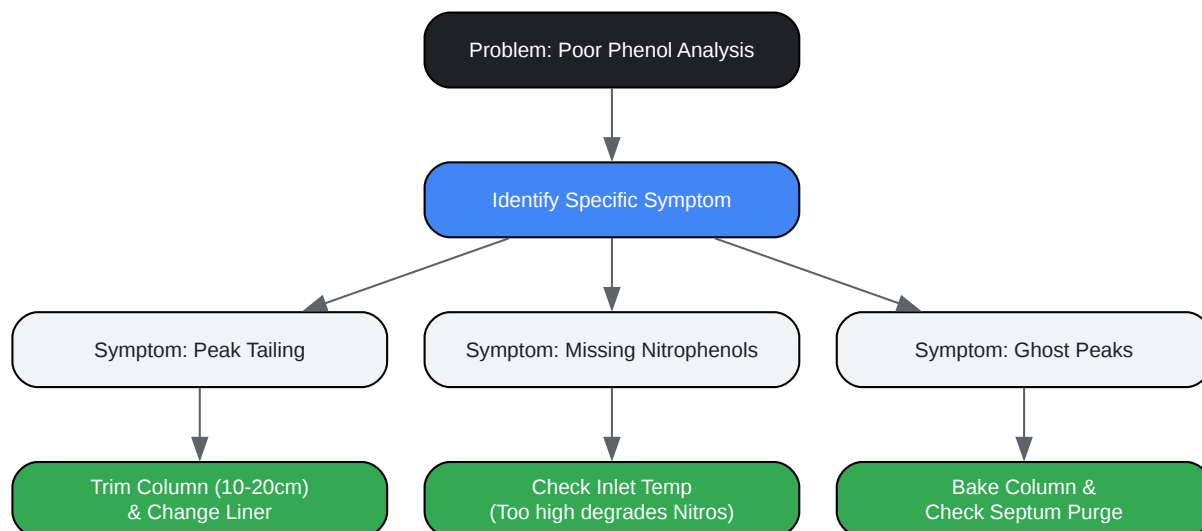 Problem: Poor Phenol Analysis
Identify Specific Symptom
Symptom: Peak Tailing
Symptom: Missing Nitrophenols
Symptom: Ghost Peaks
Trim Column (10-20cm)
& Change Liner
Check Inlet Temp
(Too high degrades Nitros)
Bake Column &
Check Septum Purge